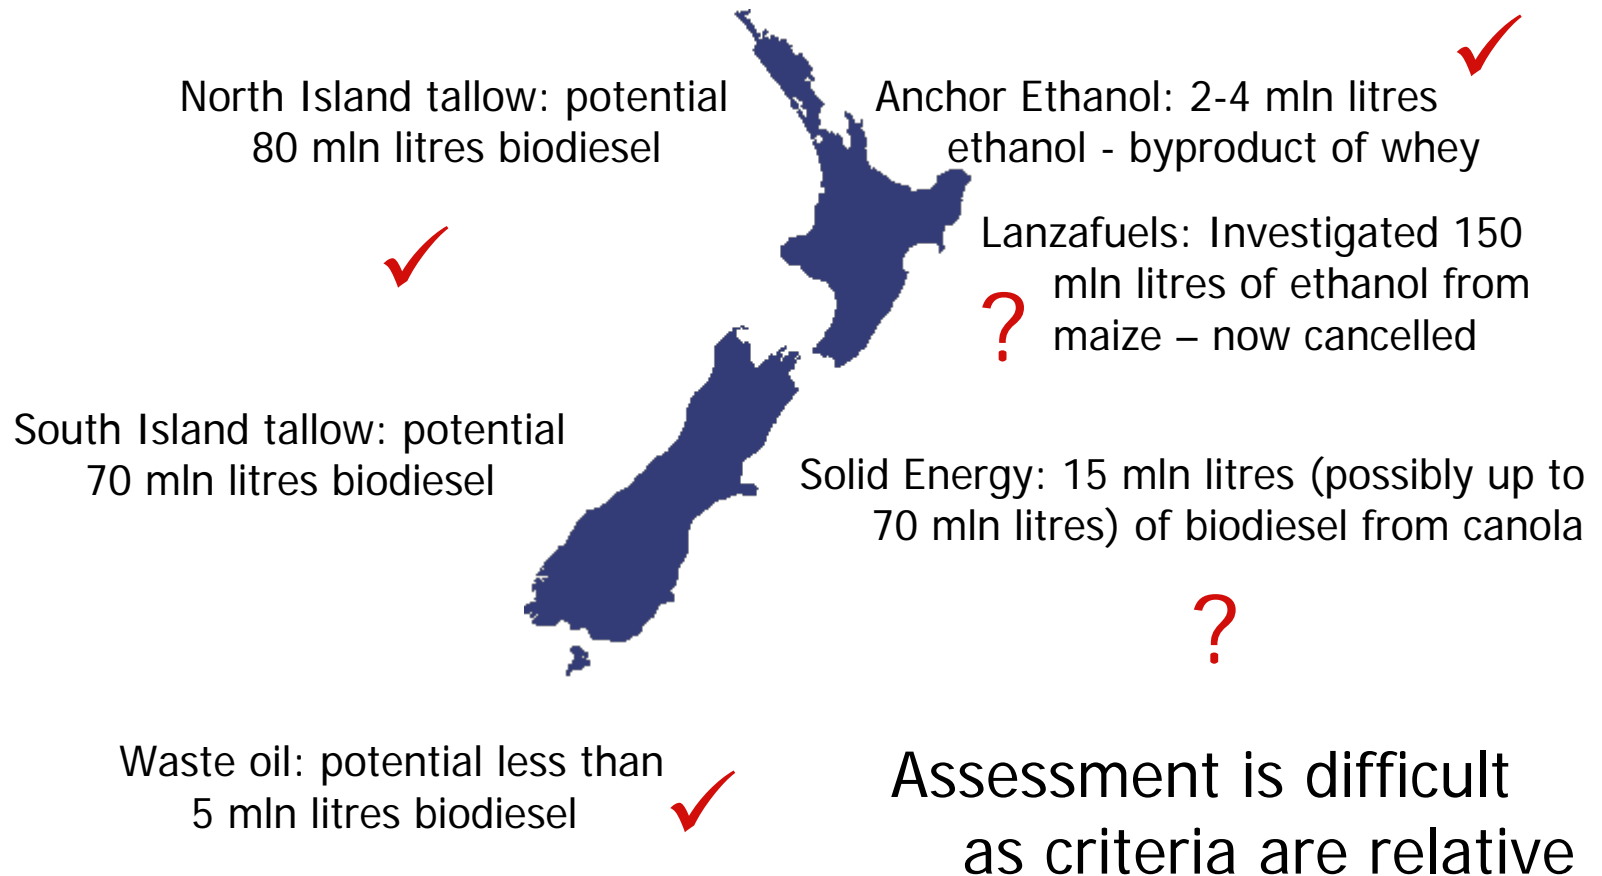 North Island tallow: potential
80 mln litres biodiesel
Anchor Ethanol: 2-4 mln litres
ethanol - byproduct of whey
Lanzafuels: Investigated 150
mln litres of ethanol from
maize – now cancelled
?
South Island tallow: potential
70 mln litres biodiesel
Solid Energy: 15 mln litres (possibly up to
70 mln litres) of biodiesel from canola
?
Waste oil: potential less than
5 mln litres biodiesel
Assessment is difficult
as criteria are relative